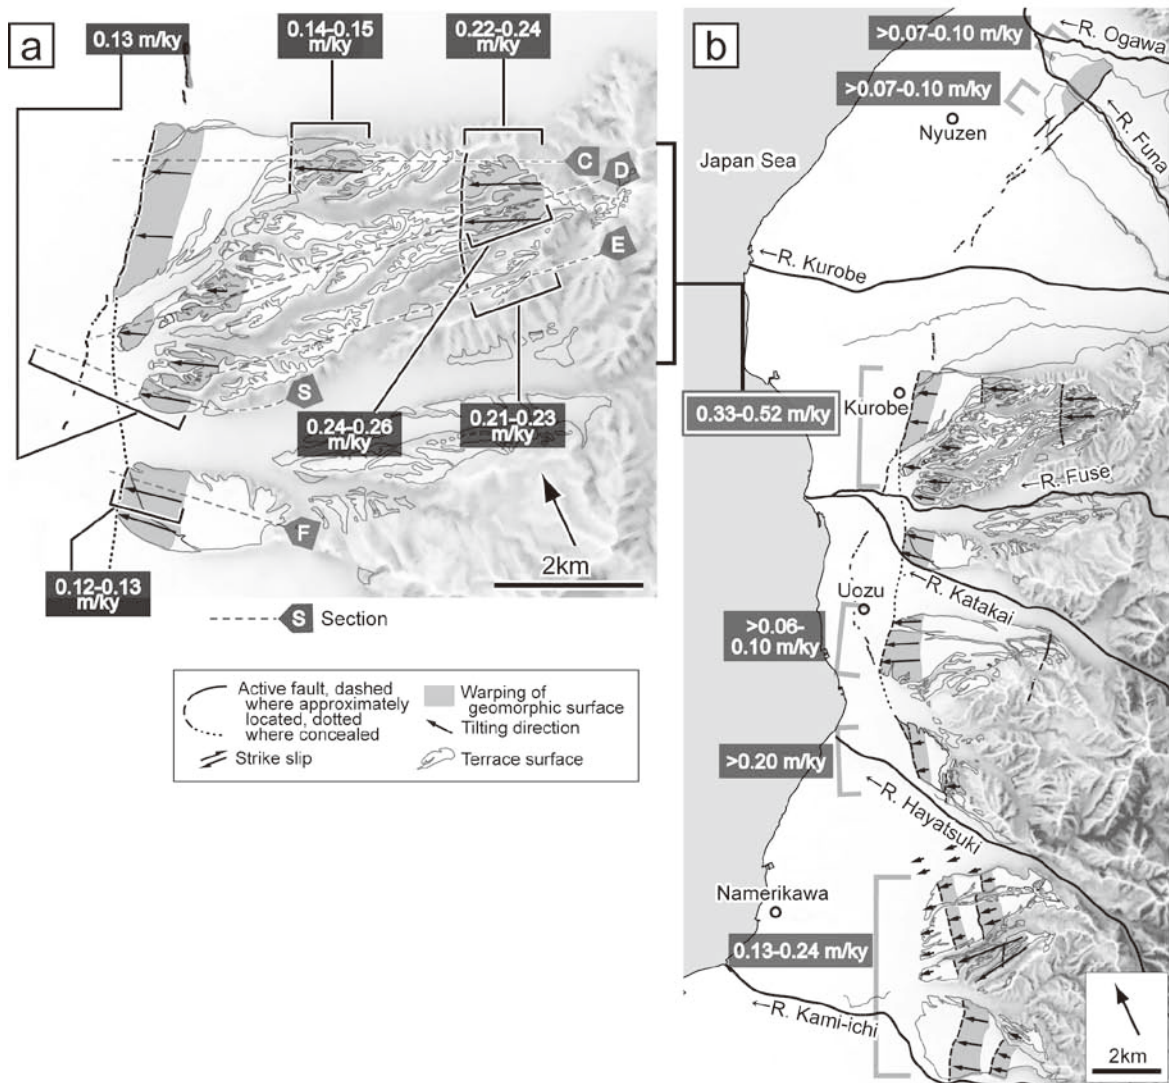 a
0.13 m/ky
0.14-0.15
m/ky
0.22-0.24
m/ky
C
D
E
S
F
0.24-0.26
m/ky
0.21-0.23
m/ky
0.12-0.13
m/ky
2km
S Section
Active fault, dashed
where approximately
located, dotted
where concealed
Strike slip
Warping of
geomorphic surface
Tilting direction
Terrace surface
b
>0.07-0.10 m/ky
←R. Ogawa
>0.07-0.10 m/ky
Nyuzen
←R. Funa
Japan Sea
←R. Kurobe
Kurobe
0.33-0.52 m/ky
←R. Fuse
Uozu
←R. Katakai
>0.06-
0.10 m/ky
>0.20 m/ky
←R. Hayatsuki
Namerikawa
0.13-0.24 m/ky
←R. Kami-ichi
2km